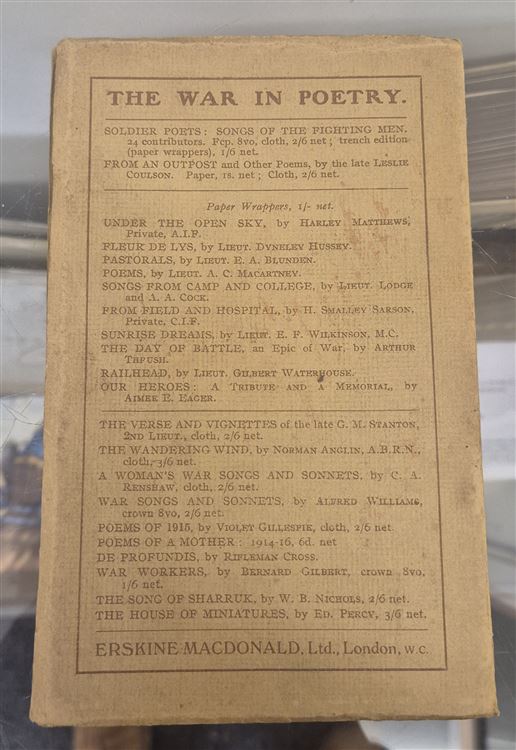 THE WAR IN POETRY.
SOLDIER POETS: SONGS OF THE FIGHTING MEN.
24 contributors. Fcp. 8vo, cloth, 2/6 net; trench edition
(paper wrappers), 1/6 net.
FROM AN OUTPOST and Other Poems, by the late LESLIE
COULSON. Paper, 1s. net; Cloth, 2/6 net.
Paper Wrappers, 1/- net.
UNDER THE OPEN SKY, by HARLEY MATTHEWS,
Private, A.I.F.
FLEUR DE LYS, by LIEUT. DYNELEY HUSSEY.
PASTORALS, by LIEUT. E. A. BLUNDEN.
POEMS, by LIEUT. A. C. MACARTNEY.
SONGS FROM CAMP AND COLLEGE, by LIEUT. LODGE
and A. A. COCK.
FROM FIELD AND HOSPITAL, by H. SMALLEY SARSON,
Private, C.I.F.
SUNRISE DREAMS, by LIEUT. E. F. WILKINSON, M.C.
THE DAY OF BATTLE, an Epic of War, by ARTHUR
THRUSH.
RAILHEAD, by LIEUT. GILBERT WATERHOUSE.
OUR HEROES: A TRIBUTE AND A MEMORIAL, by
AIMEE E. EAGER.
THE VERSE AND VIGNETTES of the late G. M. STANTON,
2ND LIEUT., cloth, 2/6 net.
THE WANDERING WIND, by NORMAN ANGLIN, A.B.R.N.,
cloth, 3/6 net.
A WOMAN'S WAR SONGS AND SONNETS, by C. A.
RENSHAW, cloth, 2/6 net.
WAR SONGS AND SONNETS, by ALFRED WILLIAMS,
crown 8vo, 2/6 net.
POEMS OF 1915, by VIOLET GILLESPIE, cloth, 2/6 net.
POEMS OF A MOTHER: 1914-16, 6d. net
DE PROFUNDIS, by RIFLEMAN CROSS.
WAR WORKERS, by BERNARD GILBERT, crown 8vo,
1/6 net.
THE SONG OF SHARRUK, by W. B. NICHOLS, 2/6 net.
THE HOUSE OF MINIATURES, by ED. PERCY, 3/6 net.
ERSKINE MACDONALD, Ltd., London, W.C.